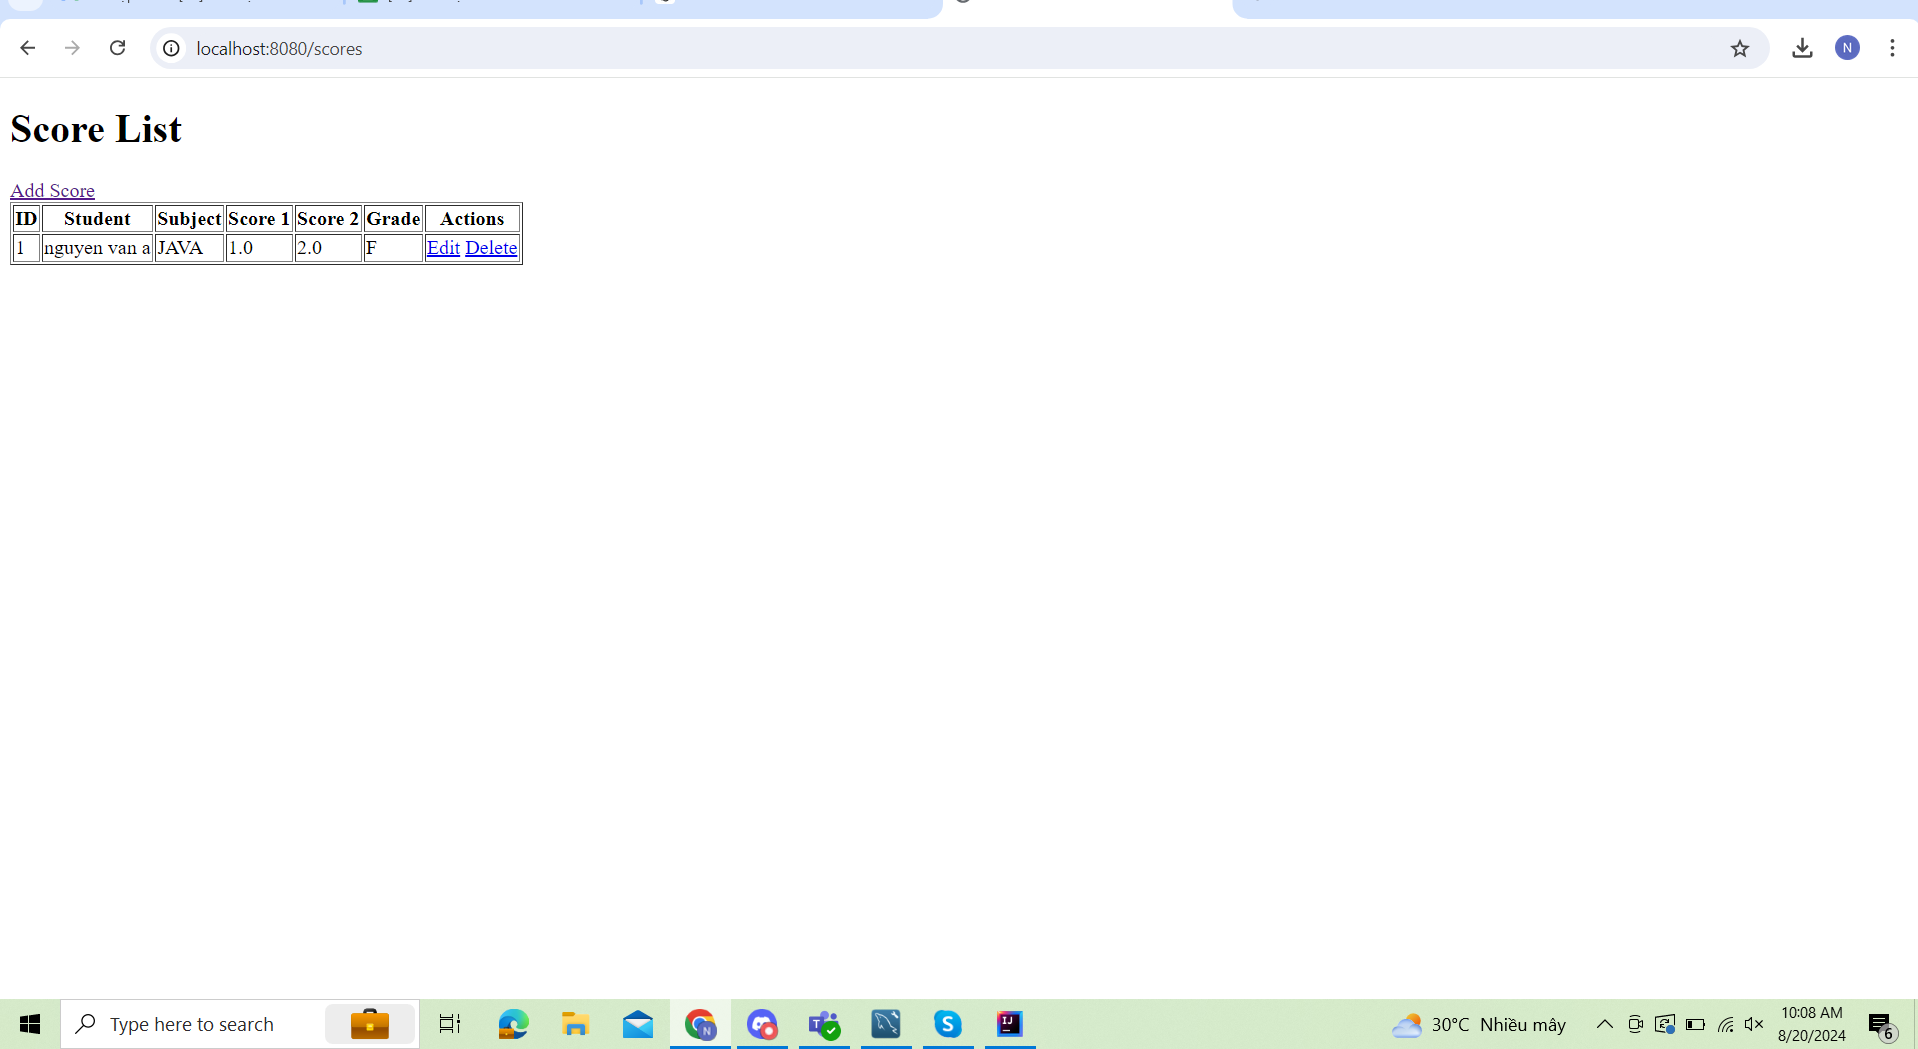 localhost:8080/scores
N
Score List
Add Score
ID Student Subject Score 1 Score 2 Grade Actions
1 nguyen van a JAVA 1.0 2.0 F Edit Delete
Type here to search
30°C Nhiều mây
10:08 AM
8/20/2024
6